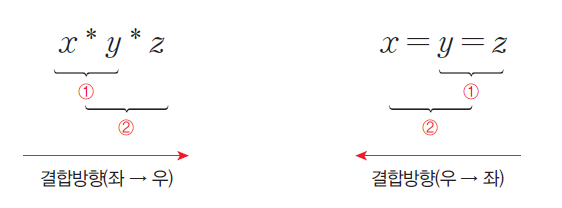 x * y * z
①
②
결합방향(좌 → 우)
x = y = z
①
②
결합방향(우 → 좌)